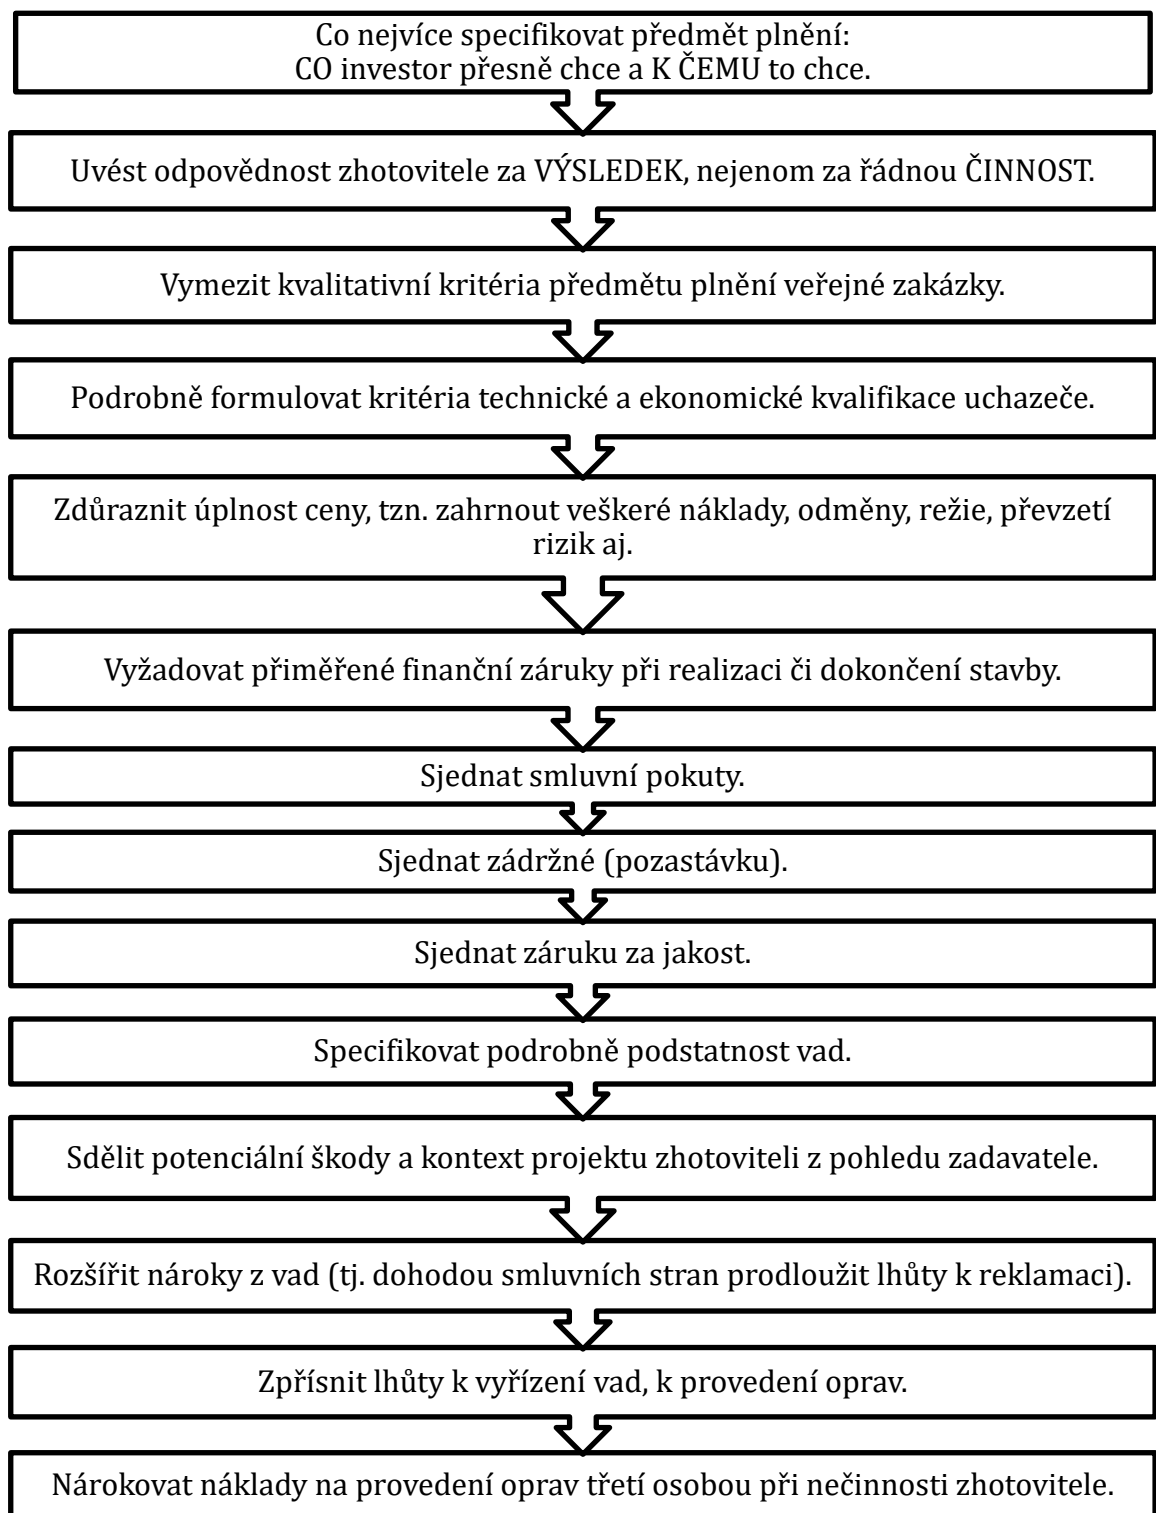 Co nejvíce specifikovat předmět plnění:
CO investor přesně chce a K ČEMU to chce.
Uvést odpovědnost zhotovitele za VÝSLEDEK, nejenom za řádnou ČINNOST.
Vymezit kvalitativní kritéria předmětu plnění veřejné zakázky.
Podrobně formulovat kritéria technické a ekonomické kvalifikace uchazeče.
Zdůraznit úplnost ceny, tzn. zahrnout veškeré náklady, odměny, režie, převzetí
rizik aj.
Vyžadovat přiměřené finanční záruky při realizaci či dokončení stavby.
Sjednat smluvní pokuty.
Sjednat zádržné (pozastávku).
Sjednat záruku za jakost.
Specifikovat podrobně podstatnost vad.
Sdělit potenciální škody a kontext projektu zhotoviteli z pohledu zadavatele.
Rozšířit nároky z vad (tj. dohodou smluvních stran prodloužit lhůty k reklamaci).
Zpřísnit lhůty k vyřízení vad, k provedení oprav.
Nárokovat náklady na provedení oprav třetí osobou při nečinnosti zhotovitele.